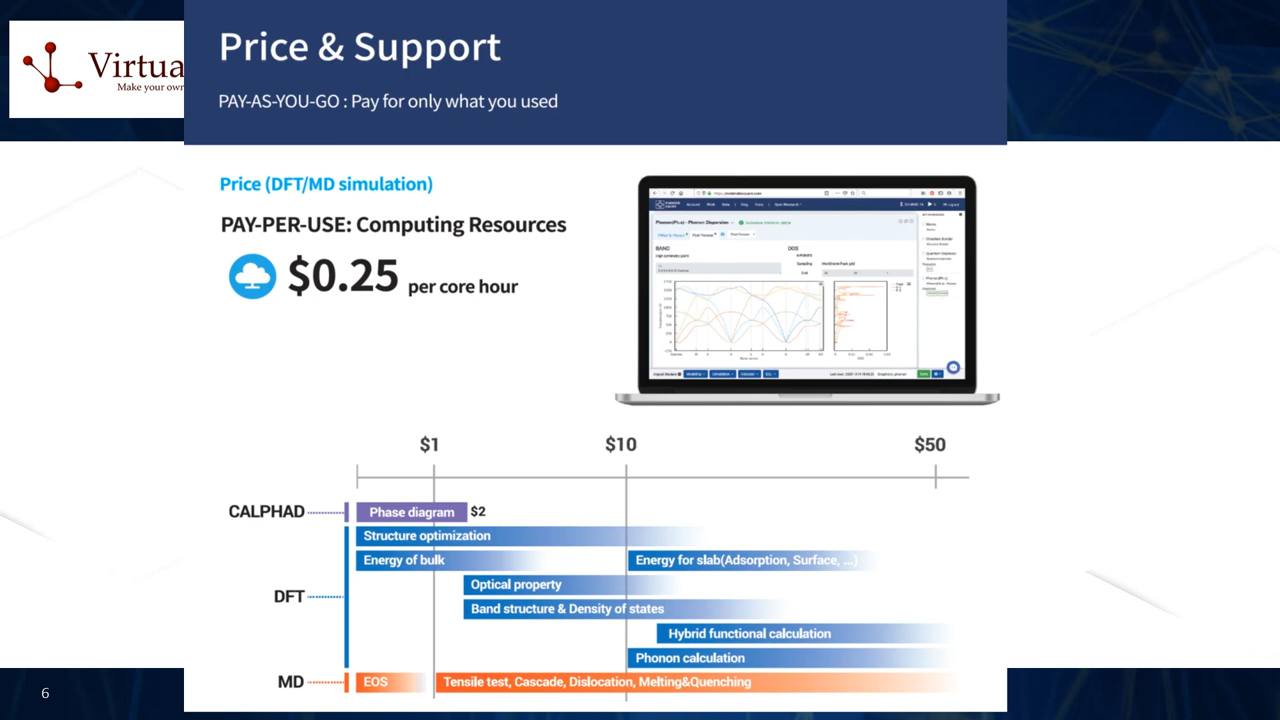 Price & Support
Virtua
Make your own
PAY-AS-YOU-GO : Pay for only what you used
Price (DFT/MD simulation)
PAY-PER-USE: Computing Resources
$0.25 per core hour
BAND
DOS
$1 $10 $50
CALPHAD Phase diagram $2
Structure optimization
Energy of bulk Energy for slab(Adsorption, Surface, ...)
DFT
Optical property
Band structure & Density of states
Hybrid functional calculation
Phonon calculation
MD EOS Tensile test, Cascade, Dislocation, Melting&Quenching
6